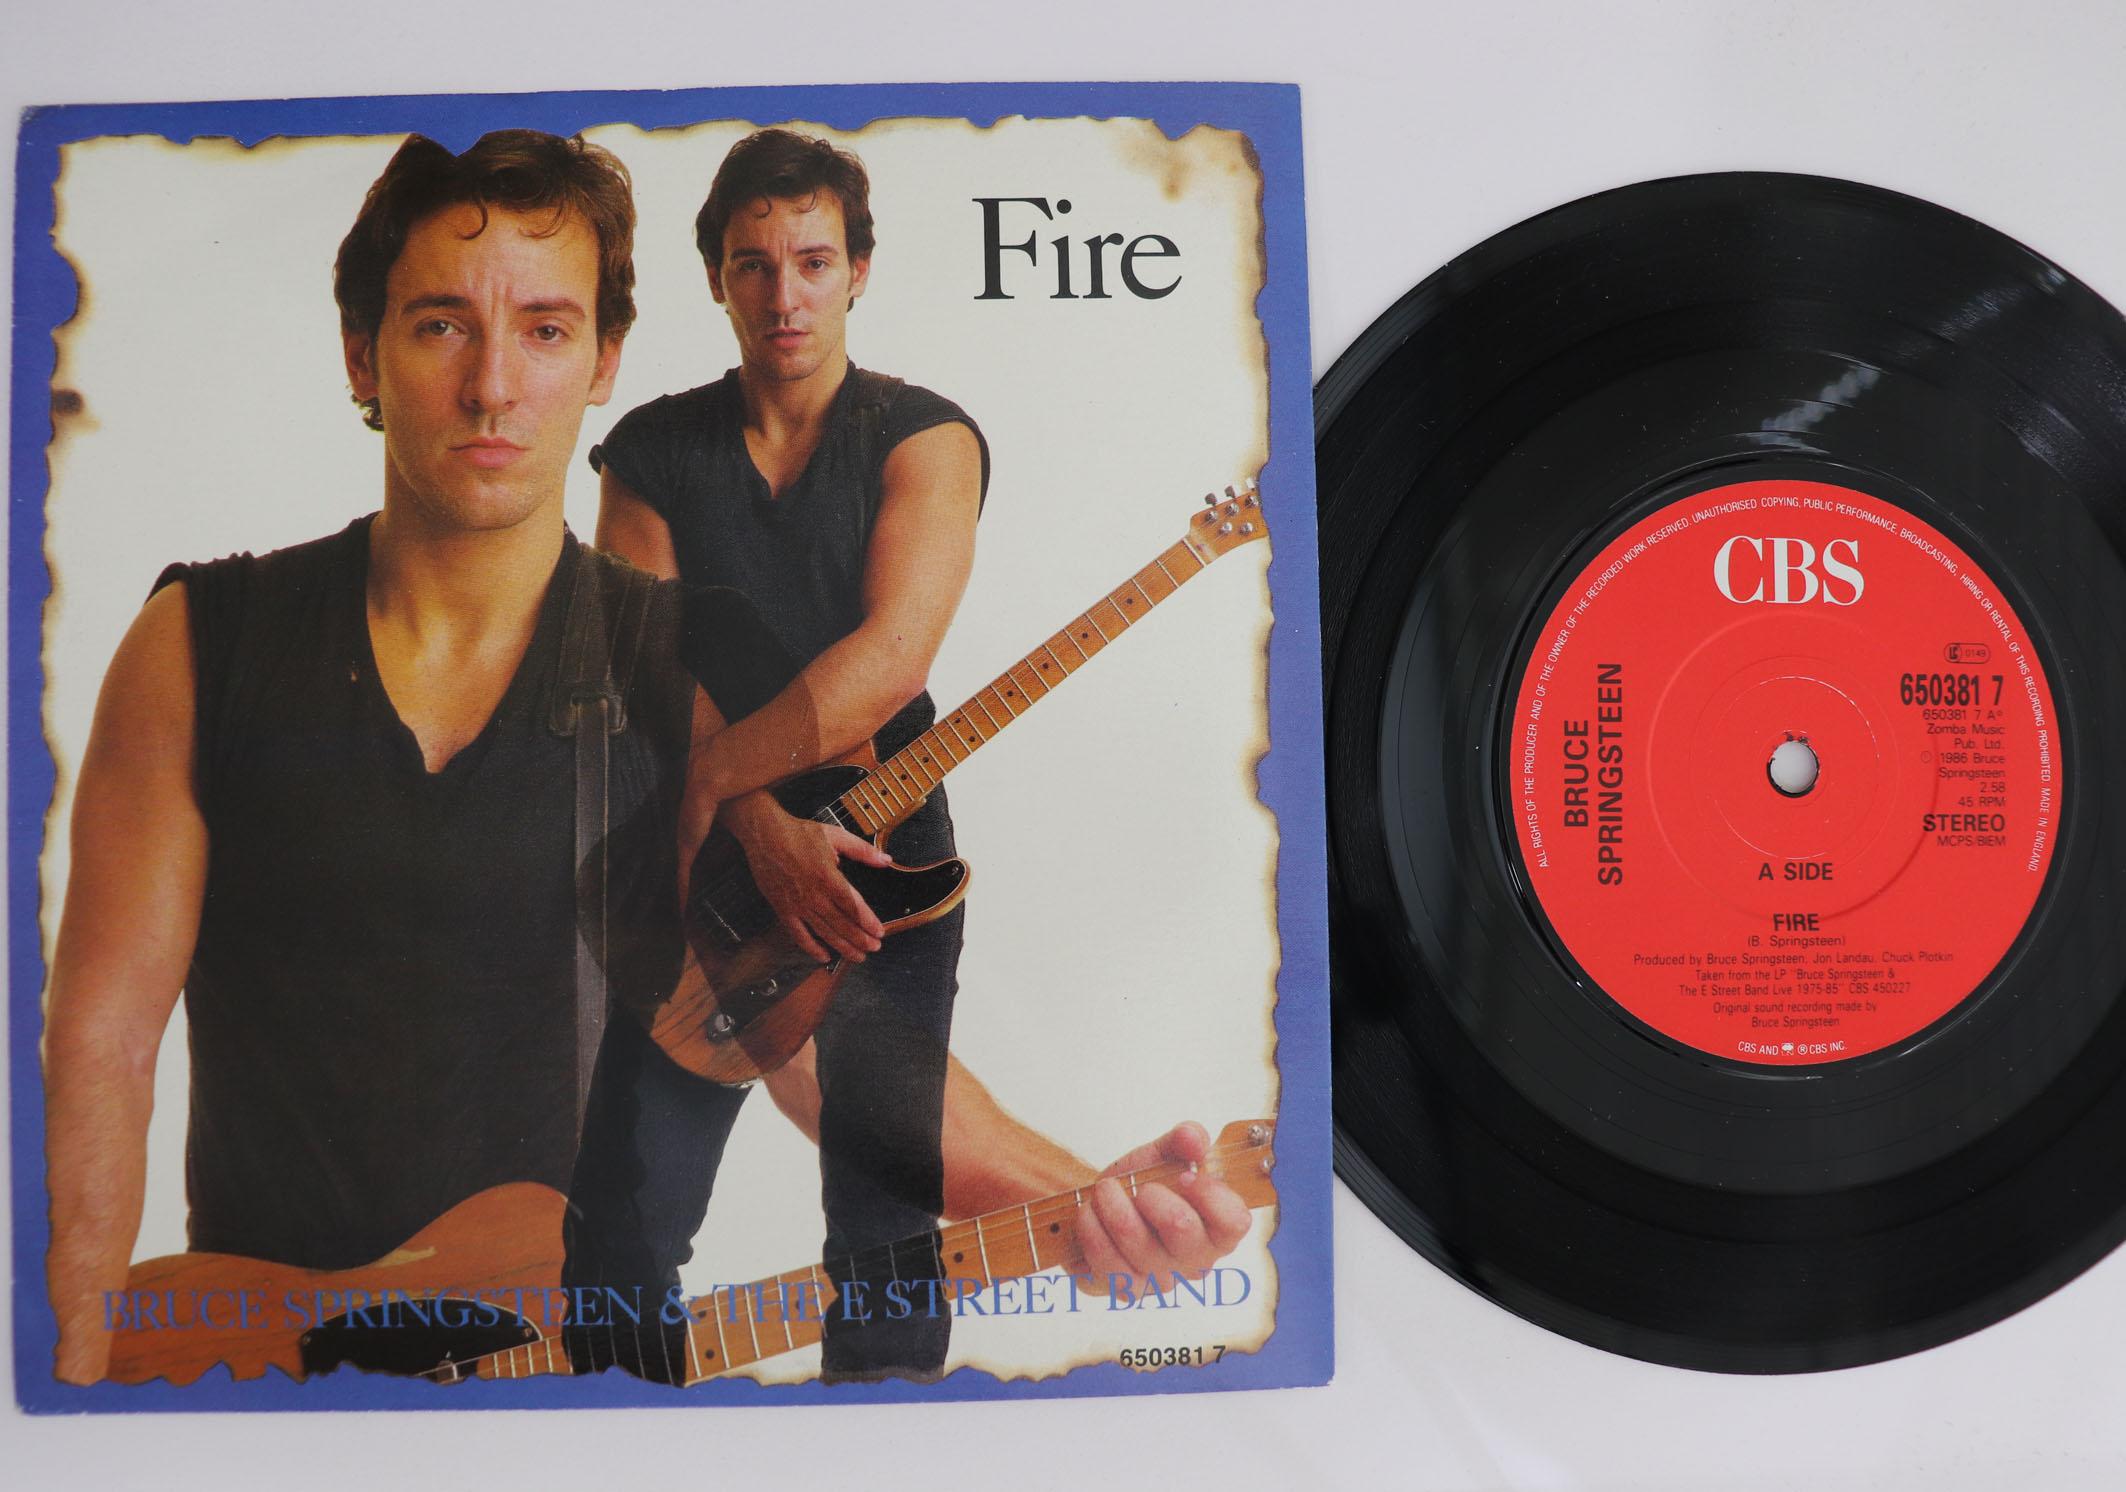 Fire
BRUCE SPRINGSTEEN & THE E STREET BAND
650381 7
ALL RIGHTS OF THE PRODUCER AND OF THE OWNER OF THE RECORDED WORK RESERVED. UNAUTHORISED COPYING, PUBLIC PERFORMANCE, BROADCASTING, HIRING OR RENTAL OF THIS RECORDING PROHIBITED. MADE IN ENGLAND.
CBS
0149
650381 7
650381 7 A°
Zomba Music
Pub. Ltd.
℗ 1986 Bruce
Springsteen
2.58
45 RPM
STEREO
MCPS/BIEM
BRUCE
SPRINGSTEEN
A SIDE
FIRE
(B. Springsteen)
Produced by Bruce Springsteen, Jon Landau, Chuck Plotkin
Taken from the LP "Bruce Springsteen &
The E Street Band Live 1975-85" CBS 450227
Original sound recording made by
Bruce Springsteen
CBS AND ® CBS INC.